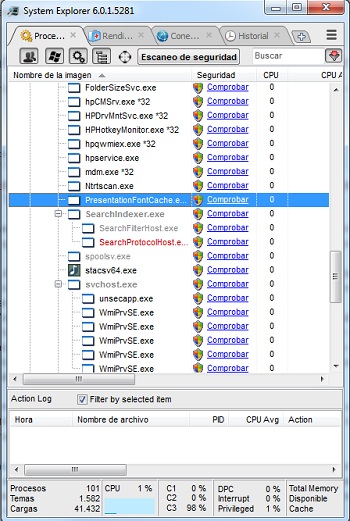 System Explorer 6.0.1.5281
Proce...
Rendi...
Cone...
Historial
Escaneo de seguridad
Buscar
Nombre de la imagen
Seguridad
CPU
CPU A
FolderSizeSvc.exe Comprobar 0
hpCMSrv.exe *32 Comprobar 0
HPDrvMntSvc.exe *32 Comprobar 0
HPHotkeyMonitor.exe *32 Comprobar 0
hpqwmiex.exe *32 Comprobar 0
hpservice.exe Comprobar 0
mdm.exe *32 Comprobar 0
Ntrtscan.exe Comprobar 0
PresentationFontCache.e... Comprobar 0
SearchIndexer.exe Comprobar 0
SearchFilterHost.exe Comprobar 0
SearchProtocolHost.e... Comprobar 0
spoolsv.exe Comprobar 0
stacsv64.exe Comprobar 0
svchost.exe Comprobar 0
unsecapp.exe Comprobar 0
WmiPrvSE.exe Comprobar 0
WmiPrvSE.exe Comprobar 0
WmiPrvSE.exe Comprobar 0
WmiPrvSE.exe Comprobar 0
Action Log
Filter by selected item
Hora
Nombre de archivo
PID
CPU Avg
Action
Procesos 101
Temas 1.582
Cargas 41.432
CPU 1 %
C1 0 %
C2 0 %
C3 98 %
DPC 0 %
Interrupt 0 %
Privileged 1 %
Total Memory
Disponible
Cache